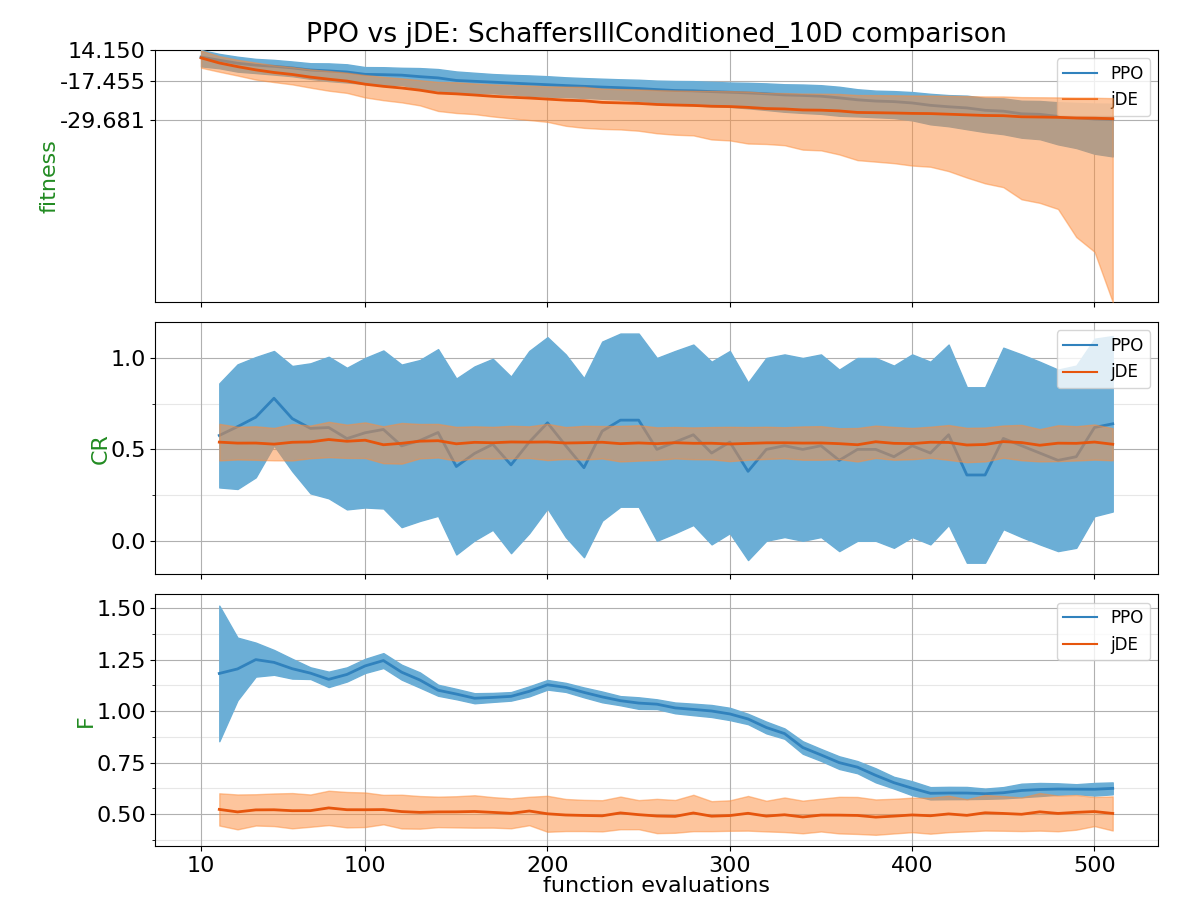 PPO vs jDE: SchaffersIllConditioned_10D comparison
14.150
-17.455
-29.681
fitness
PPO
jDE
1.0
0.5
0.0
CR
PPO
jDE
1.50
1.25
1.00
0.75
0.50
F
PPO
jDE
10 100 200 300 400 500
function evaluations